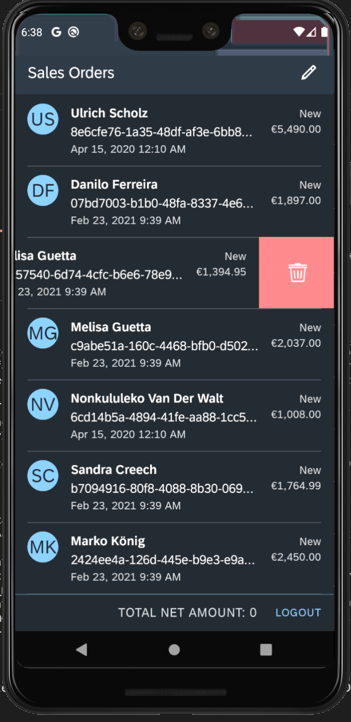 6:38 G
Sales Orders
US
Ulrich Scholz
New
8e6cfe76-1a35-48df-af3e-6bb8...
€5,490.00
Apr 15, 2020 12:10 AM
DF
Danilo Ferreira
New
07bd7003-b1b0-48fa-8337-4e6...
€1,897.00
Feb 23, 2021 9:39 AM
lisa Guetta
New
57540-6d74-4cfc-b6e6-78e9...
€1,394.95
23, 2021 9:39 AM
MG
Melisa Guetta
New
c9abe51a-160c-4468-bfb0-d502...
€2,037.00
Feb 23, 2021 9:39 AM
NV
Nonkululeko Van Der Walt
New
6cd14b5a-4894-41fe-aa88-1cc5...
€1,008.00
Apr 15, 2020 12:10 AM
SC
Sandra Creech
New
b7094916-80f8-4088-8b30-069...
€1,764.99
Feb 23, 2021 9:39 AM
MK
Marko König
New
2424ee4a-126d-445e-b9e3-e9a...
€2,450.00
Feb 23, 2021 9:39 AM
TOTAL NET AMOUNT: 0 LOGOUT